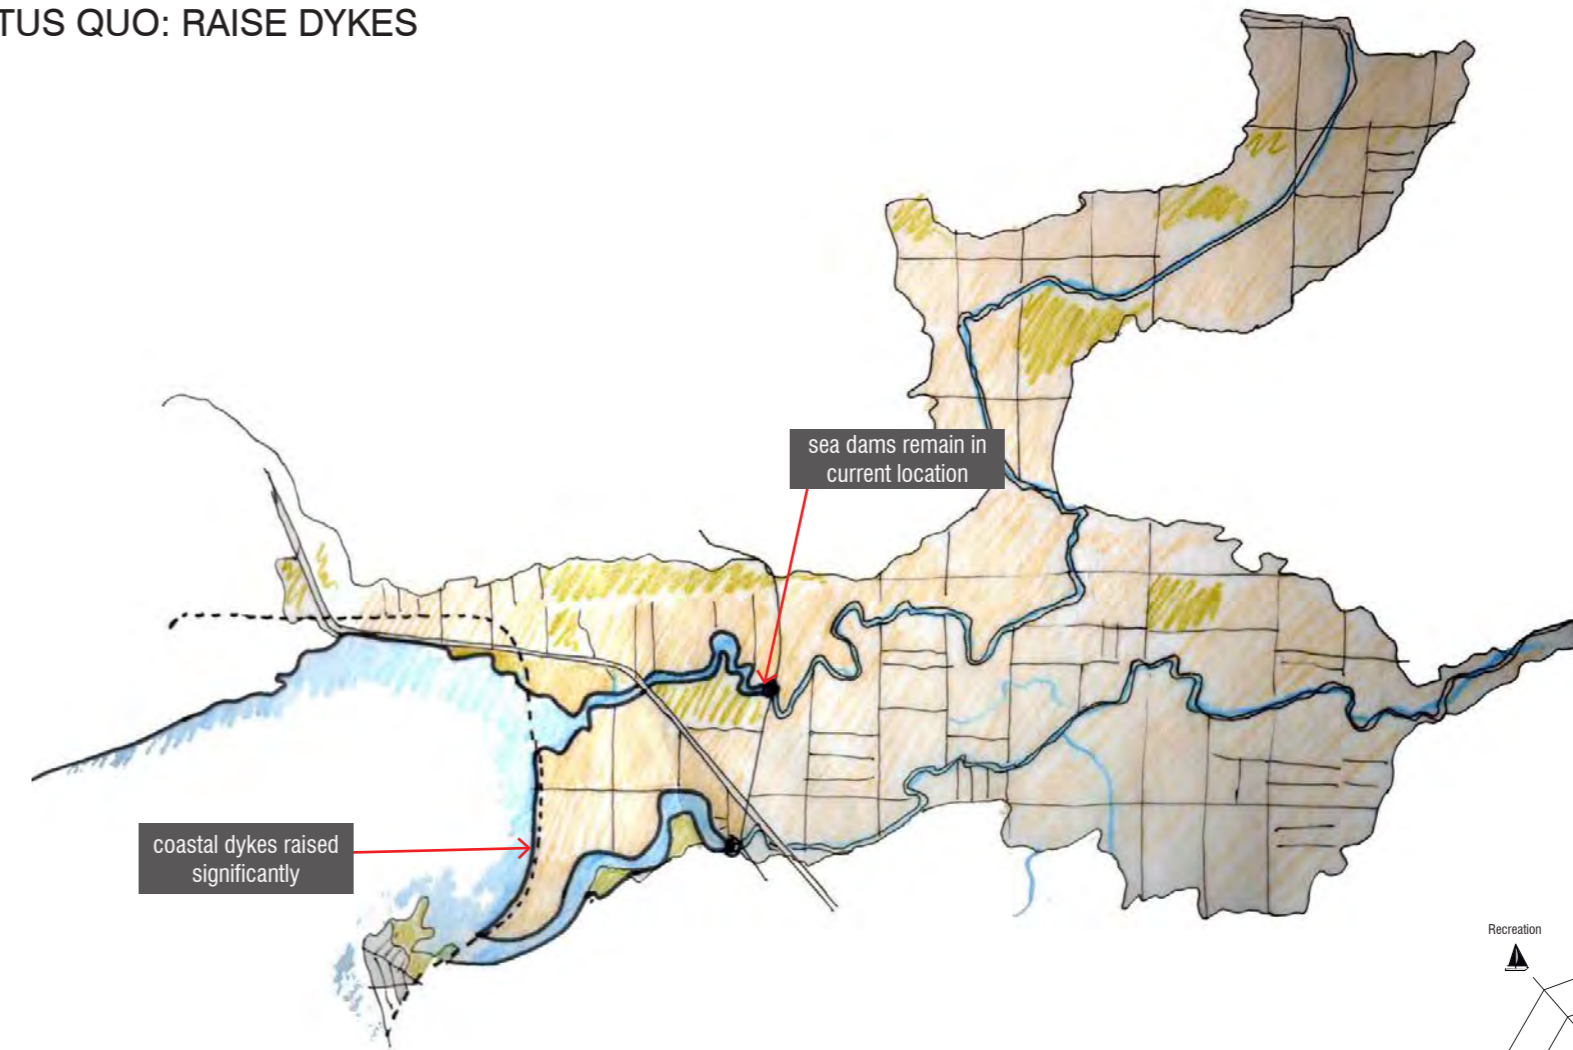 TUS QUO: RAISE DYKES
sea dams remain in
current location
coastal dykes raised
significantly
Recreation